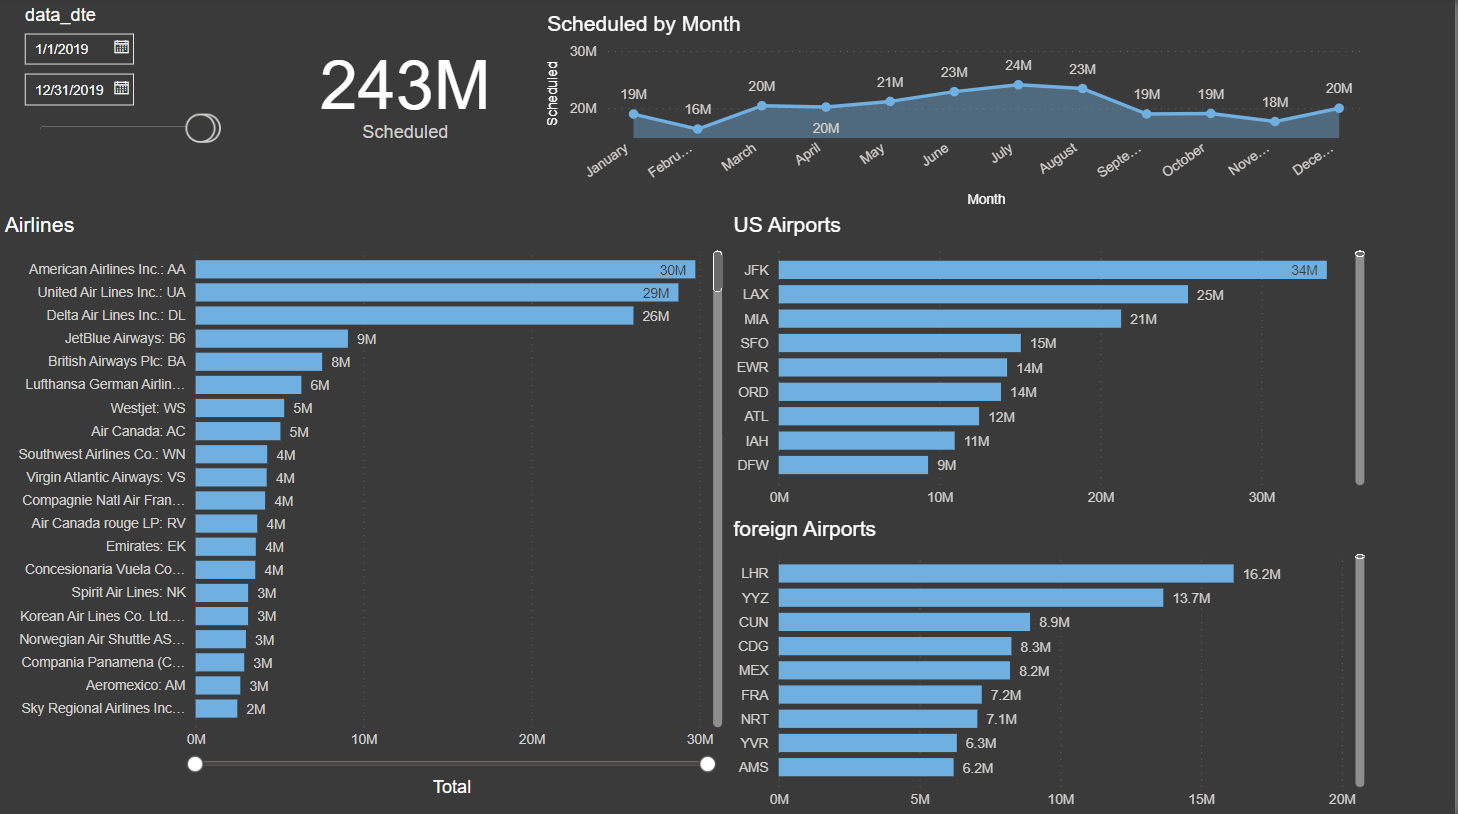 data_dte
1/1/2019
12/31/2019
243M
Scheduled
Scheduled by Month
Scheduled
30M
20M
19M
16M
20M
20M
21M
23M
24M
23M
19M
19M
18M
20M
January
Febru...
March
April
May
June
July
August
Septe...
October
Nove...
Dece...
Month
Airlines
American Airlines Inc.: AA 30M
United Air Lines Inc.: UA 29M
Delta Air Lines Inc.: DL 26M
JetBlue Airways: B6 9M
British Airways Plc: BA 8M
Lufthansa German Airlin... 6M
Westjet: WS 5M
Air Canada: AC 5M
Southwest Airlines Co.: WN 4M
Virgin Atlantic Airways: VS 4M
Compagnie Natl Air Fran... 4M
Air Canada rouge LP: RV 4M
Emirates: EK 4M
Concesionaria Vuela Co... 4M
Spirit Air Lines: NK 3M
Korean Air Lines Co. Ltd.... 3M
Norwegian Air Shuttle AS... 3M
Compania Panamena (C... 3M
Aeromexico: AM 3M
Sky Regional Airlines Inc... 2M
0M 10M 20M 30M
Total
US Airports
JFK 34M
LAX 25M
MIA 21M
SFO 15M
EWR 14M
ORD 14M
ATL 12M
IAH 11M
DFW 9M
0M 10M 20M 30M
foreign Airports
LHR 16.2M
YYZ 13.7M
CUN 8.9M
CDG 8.3M
MEX 8.2M
FRA 7.2M
NRT 7.1M
YVR 6.3M
AMS 6.2M
0M 5M 10M 15M 20M